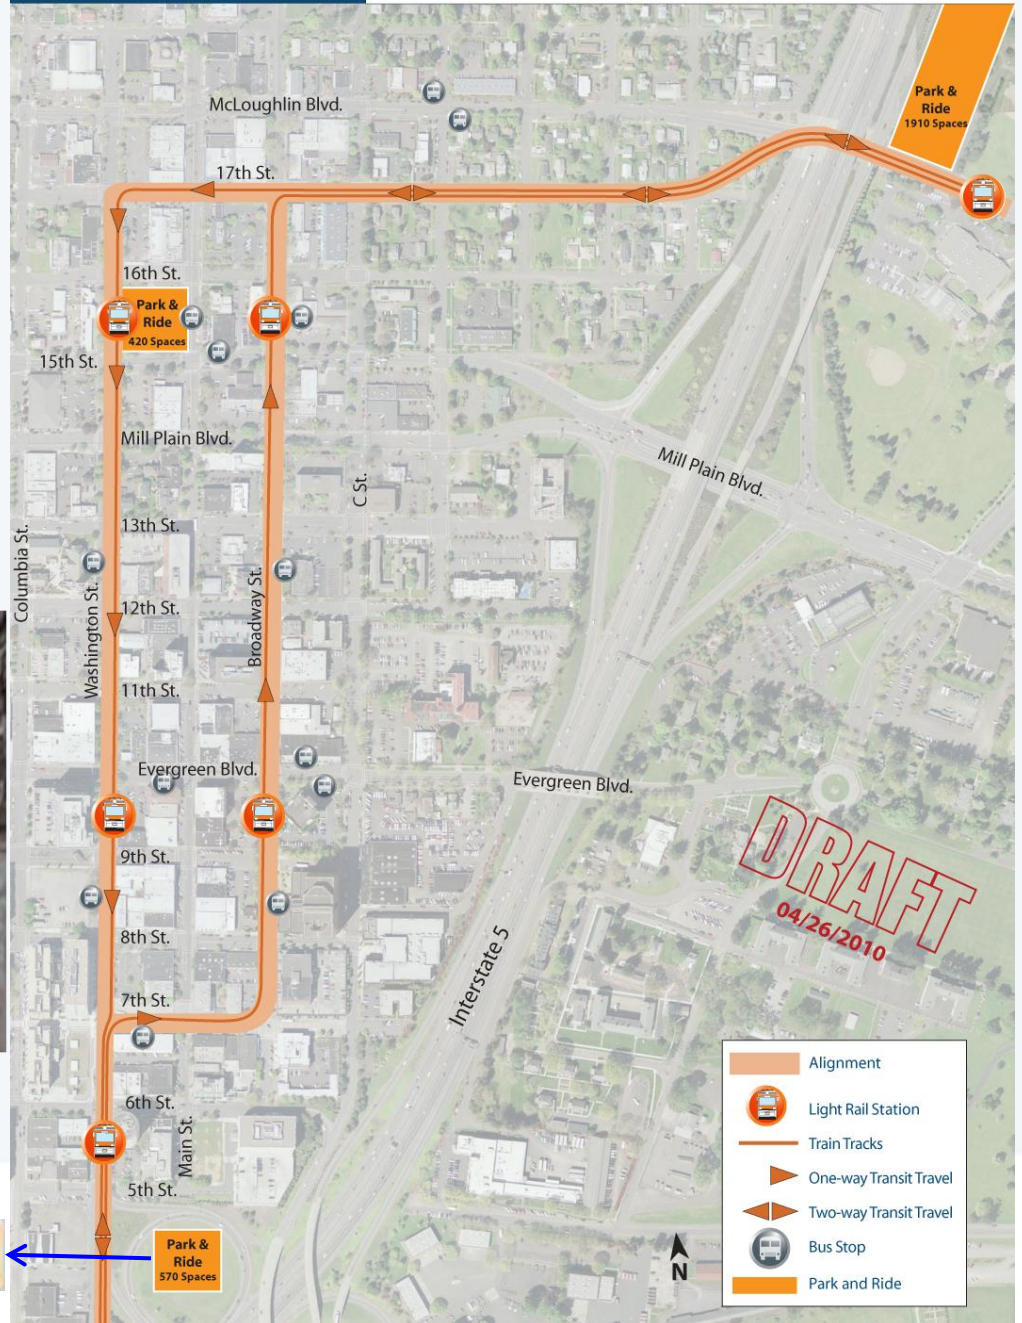 McLoughlin Blvd.
Park &
Ride
1910 Spaces
17th St.
16th St.
Park &
Ride
420 Spaces
15th St.
Mill Plain Blvd.
Mill Plain Blvd.
C St.
13th St.
Columbia St.
Washington St.
12th St.
Broadway St.
11th St.
Evergreen Blvd.
Evergreen Blvd.
9th St.
DRAFT
04/26/2010
8th St.
Interstate 5
7th St.
6th St.
Main St.
5th St.
Park &
Ride
570 Spaces
N
Alignment
Light Rail Station
Train Tracks
One-way Transit Travel
Two-way Transit Travel
Bus Stop
Park and Ride